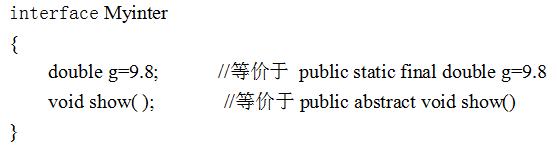 interface Myinter
{
double g=9.8; //等价于 public static final double g=9.8
void show( ); //等价于 public abstract void show()
}